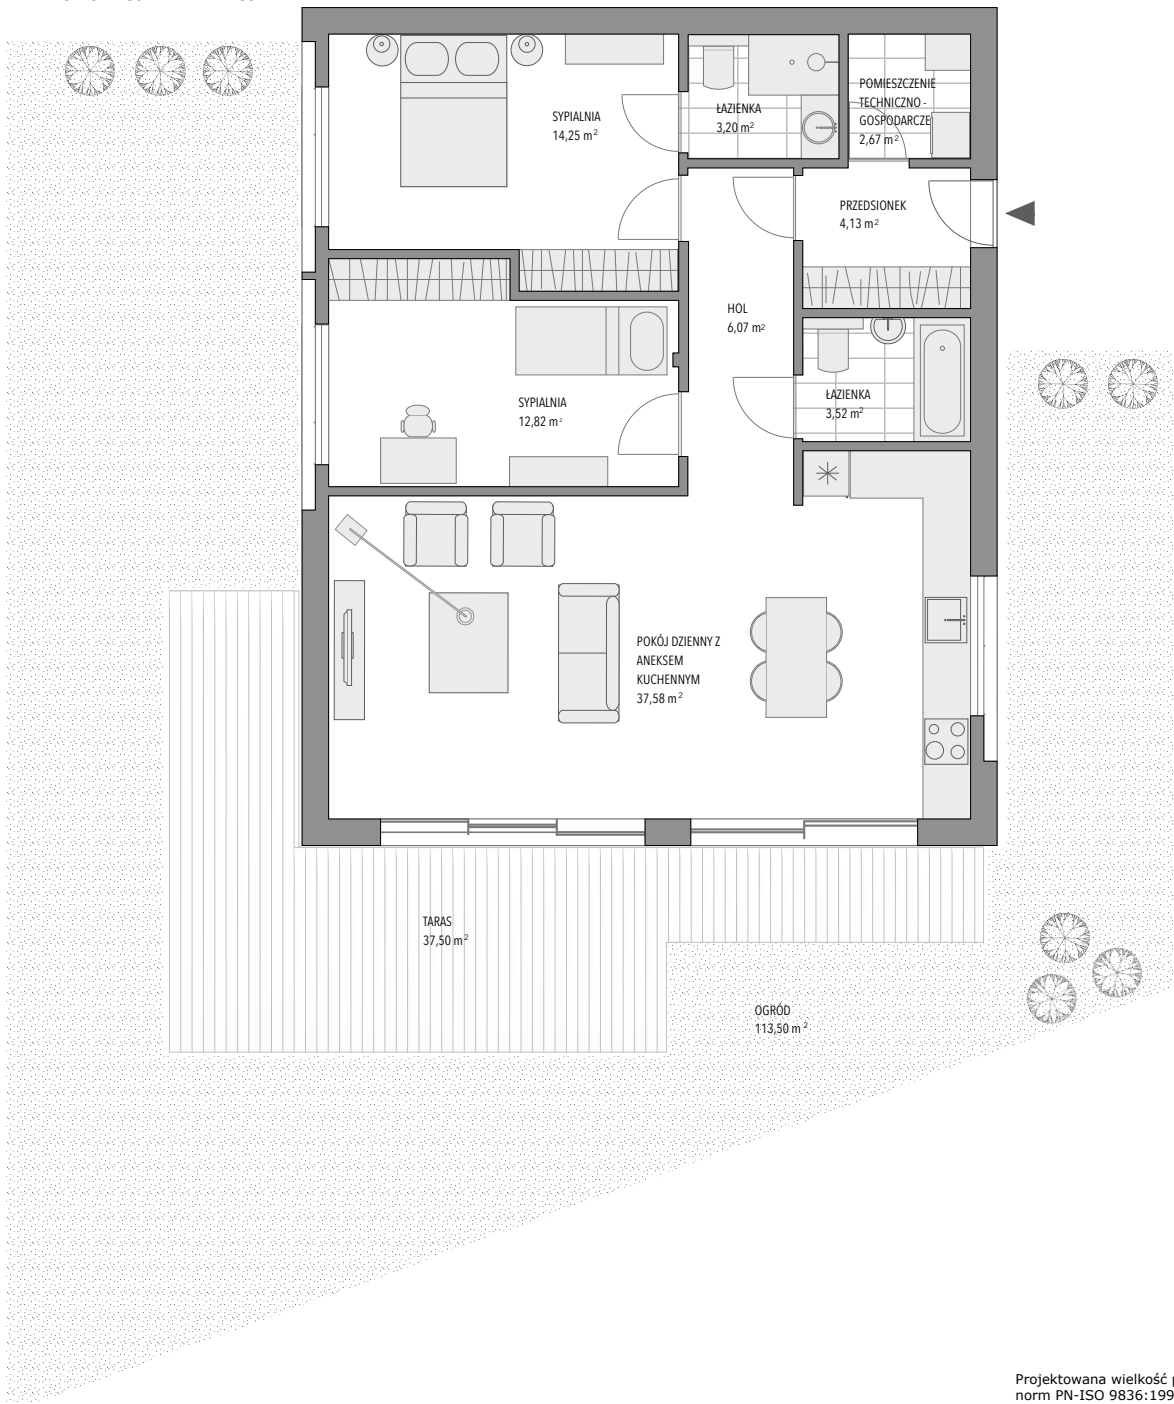 SYPIALNIA
14,25 m²
ŁAZIENKA
3,20 m²
POMIESZCZENIE
TECHNICZNO -
GOSPODARCZE
2,67 m²
PRZEDSIONEK
4,13 m²
HOL
6,07 m²
SYPIALNIA
12,82 m²
ŁAZIENKA
3,52 m²
POKÓJ DZIENNY Z
ANEKSEM
KUCHENNYM
37,58 m²
TARAS
37,50 m²
OGRÓD
113,50 m²
Projektowana wielkość
norm PN-ISO 9836:199